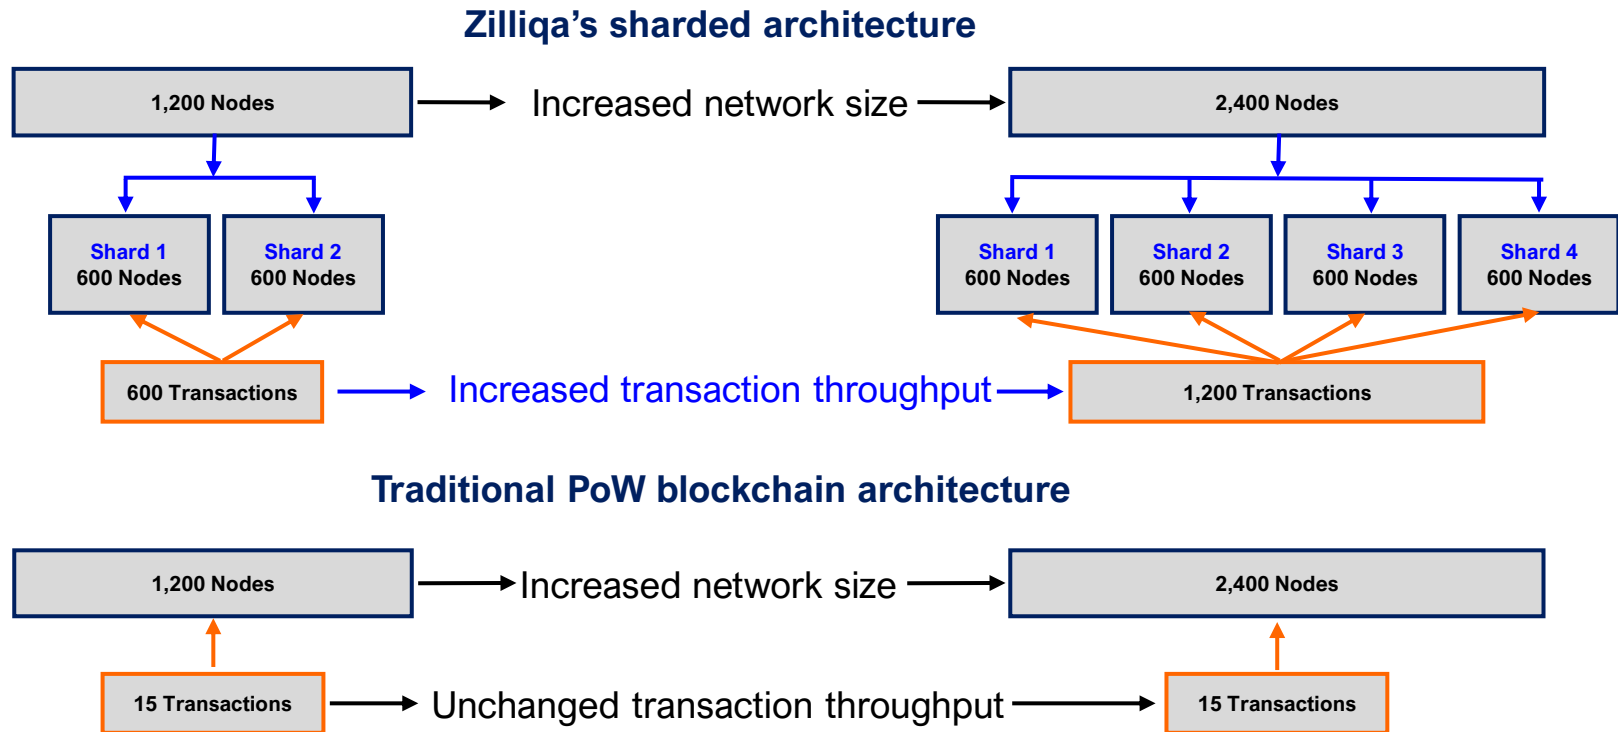 Zilliqa’s sharded architecture
1,200 Nodes
Increased network size
2,400 Nodes
Shard 1
600 Nodes
Shard 2
600 Nodes
Shard 1
600 Nodes
Shard 2
600 Nodes
Shard 3
600 Nodes
Shard 4
600 Nodes
600 Transactions
Increased transaction throughput
1,200 Transactions
Traditional PoW blockchain architecture
1,200 Nodes
Increased network size
2,400 Nodes
15 Transactions
Unchanged transaction throughput
15 Transactions